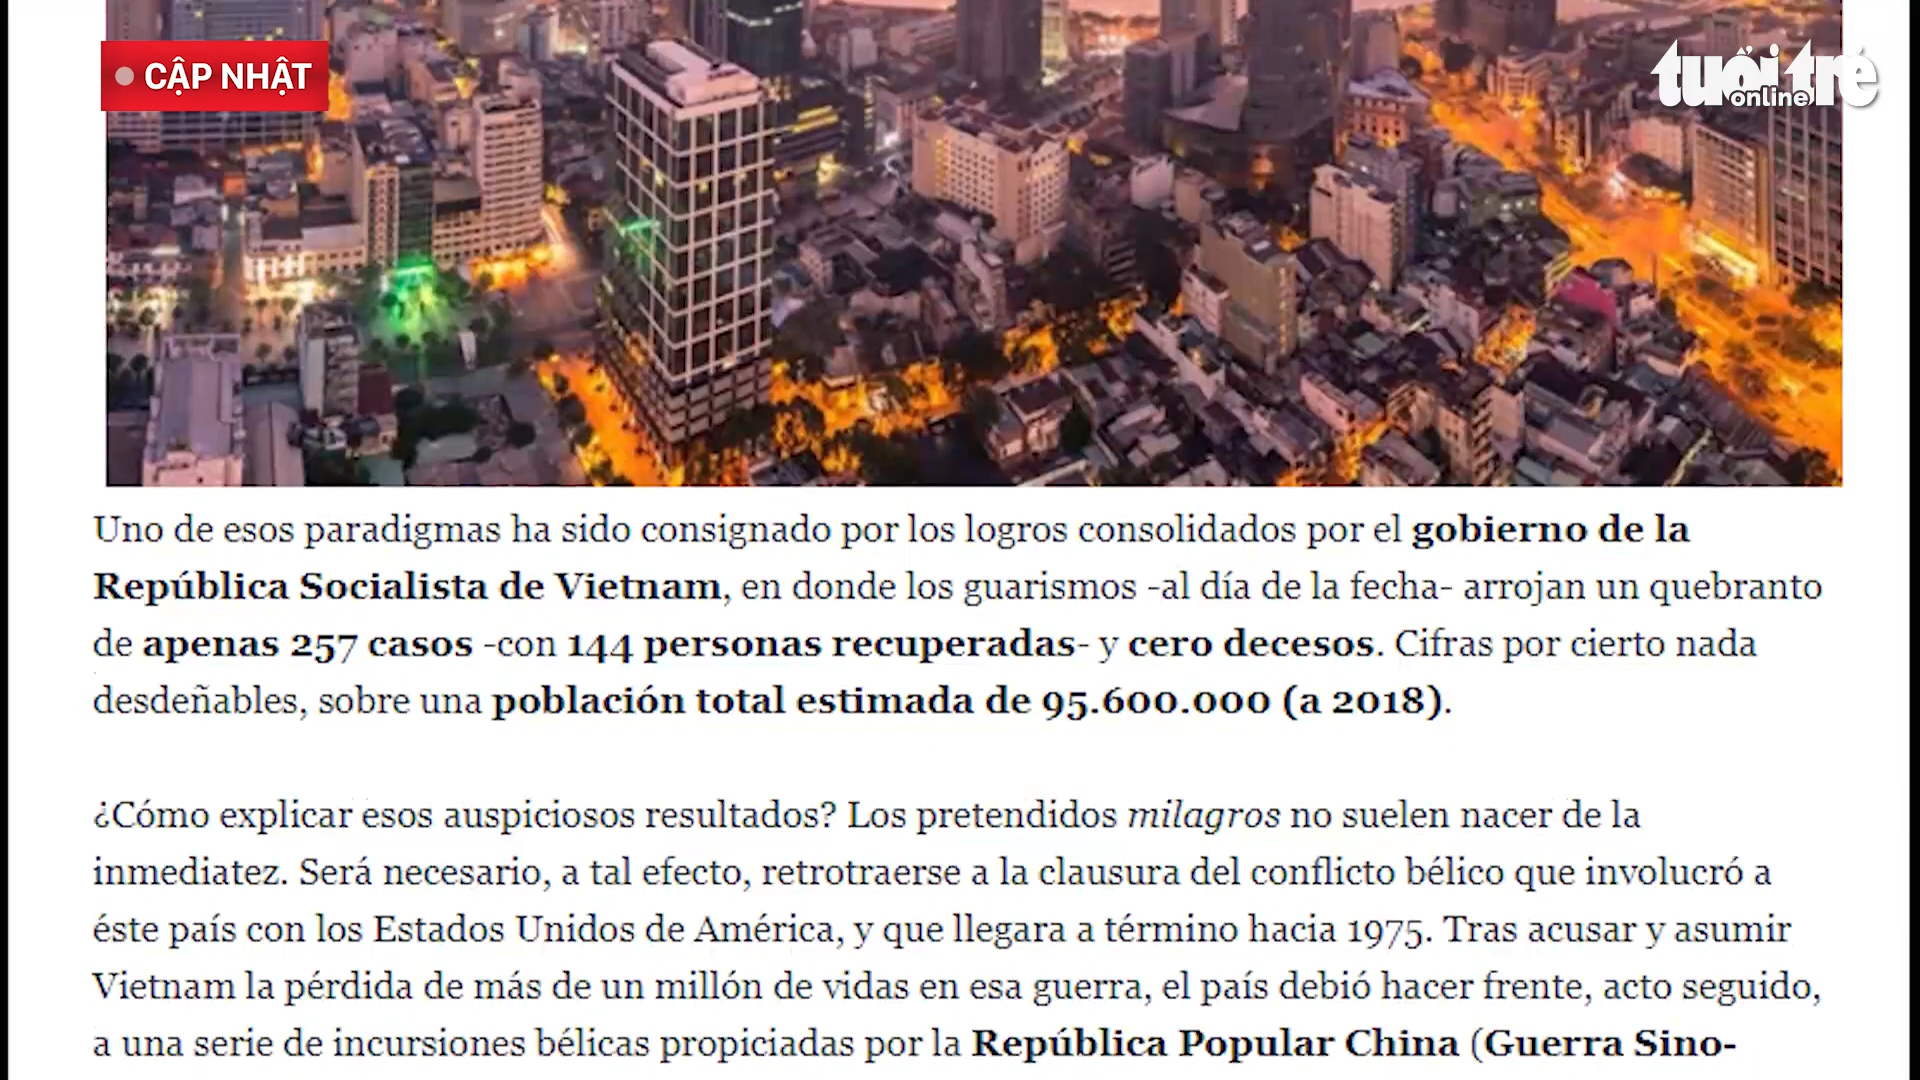 CẬP NHẬT
tuổi trẻ
online
Uno de esos paradigmas ha sido consignado por los logros consolidados por el gobierno de la
República Socialista de Vietnam, en donde los guarismos -al día de la fecha- arrojan un quebranto
de apenas 257 casos -con 144 personas recuperadas- y cero decesos. Cifras por cierto nada
desdeñables, sobre una población total estimada de 95.600.000 (a 2018).
¿Cómo explicar esos auspiciosos resultados? Los pretendidos milagros no suelen nacer de la
inmediatez. Será necesario, a tal efecto, retrotraerse a la clausura del conflicto bélico que involucró a
éste país con los Estados Unidos de América, y que llegara a término hacia 1975. Tras acusar y asumir
Vietnam la pérdida de más de un millón de vidas en esa guerra, el país debió hacer frente, acto seguido,
a una serie de incursiones bélicas propiciadas por la República Popular China (Guerra Sino-